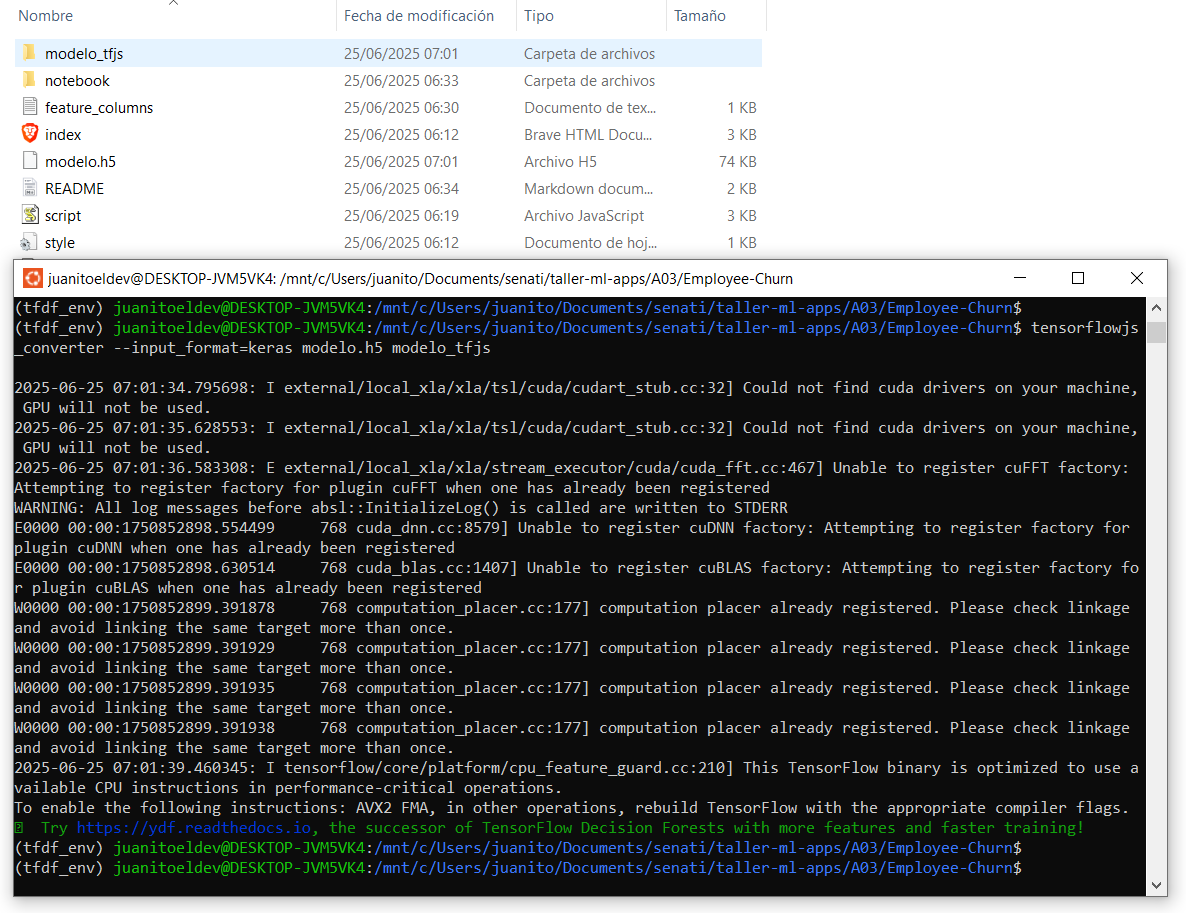 Nombre Fecha de modificación Tipo Tamaño
modelo_tfjs 25/06/2025 07:01 Carpeta de archivos
notebook 25/06/2025 06:33 Carpeta de archivos
feature_columns 25/06/2025 06:30 Documento de tex... 1 KB
index 25/06/2025 06:12 Brave HTML Docu... 3 KB
modelo.h5 25/06/2025 07:01 Archivo H5 74 KB
README 25/06/2025 06:34 Markdown docum... 2 KB
script 25/06/2025 06:19 Archivo JavaScript 3 KB
style 25/06/2025 06:12 Documento de hoj... 1 KB
juanitoeldev@DESKTOP-JVM5VK4: /mnt/c/Users/juanito/Documents/senati/taller-ml-apps/A03/Employee-Churn
(tfdf_env) juanitoeldev@DESKTOP-JVM5VK4:/mnt/c/Users/juanito/Documents/senati/taller-ml-apps/A03/Employee-Churn$
(tfdf_env) juanitoeldev@DESKTOP-JVM5VK4:/mnt/c/Users/juanito/Documents/senati/taller-ml-apps/A03/Employee-Churn$ tensorflowjs
_converter --input_format=keras modelo.h5 modelo_tfjs
2025-06-25 07:01:34.795698: I external/local_xla/xla/tsl/cuda/cudart_stub.cc:32] Could not find cuda drivers on your machine,
GPU will not be used.
2025-06-25 07:01:35.628553: I external/local_xla/xla/tsl/cuda/cudart_stub.cc:32] Could not find cuda drivers on your machine,
GPU will not be used.
2025-06-25 07:01:36.583308: E external/local_xla/xla/stream_executor/cuda/cuda_fft.cc:467] Unable to register cuFFT factory:
Attempting to register factory for plugin cuFFT when one has already been registered
WARNING: All log messages before absl::InitializeLog() is called are written to STDERR
E0000 00:00:1750852898.554499     768 cuda_dnn.cc:8579] Unable to register cuDNN factory: Attempting to register factory for
plugin cuDNN when one has already been registered
E0000 00:00:1750852898.630514     768 cuda_blas.cc:1407] Unable to register cuBLAS factory: Attempting to register factory fo
r plugin cuBLAS when one has already been registered
W0000 00:00:1750852899.391878     768 computation_placer.cc:177] computation placer already registered. Please check linkage
and avoid linking the same target more than once.
W0000 00:00:1750852899.391929     768 computation_placer.cc:177] computation placer already registered. Please check linkage
and avoid linking the same target more than once.
W0000 00:00:1750852899.391935     768 computation_placer.cc:177] computation placer already registered. Please check linkage
and avoid linking the same target more than once.
W0000 00:00:1750852899.391938     768 computation_placer.cc:177] computation placer already registered. Please check linkage
and avoid linking the same target more than once.
2025-06-25 07:01:39.460345: I tensorflow/core/platform/cpu_feature_guard.cc:210] This TensorFlow binary is optimized to use a
vailable CPU instructions in performance-critical operations.
To enable the following instructions: AVX2 FMA, in other operations, rebuild TensorFlow with the appropriate compiler flags.
Try https://ydf.readthedocs.io, the successor of TensorFlow Decision Forests with more features and faster training!
(tfdf_env) juanitoeldev@DESKTOP-JVM5VK4:/mnt/c/Users/juanito/Documents/senati/taller-ml-apps/A03/Employee-Churn$
(tfdf_env) juanitoeldev@DESKTOP-JVM5VK4:/mnt/c/Users/juanito/Documents/senati/taller-ml-apps/A03/Employee-Churn$